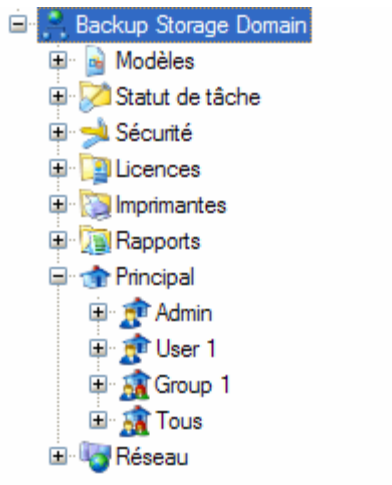 Backup Storage Domain
Modèles
Statut de tâche
Sécurité
Licences
Imprimantes
Rapports
Principal
Admin
User 1
Group 1
Tous
Réseau